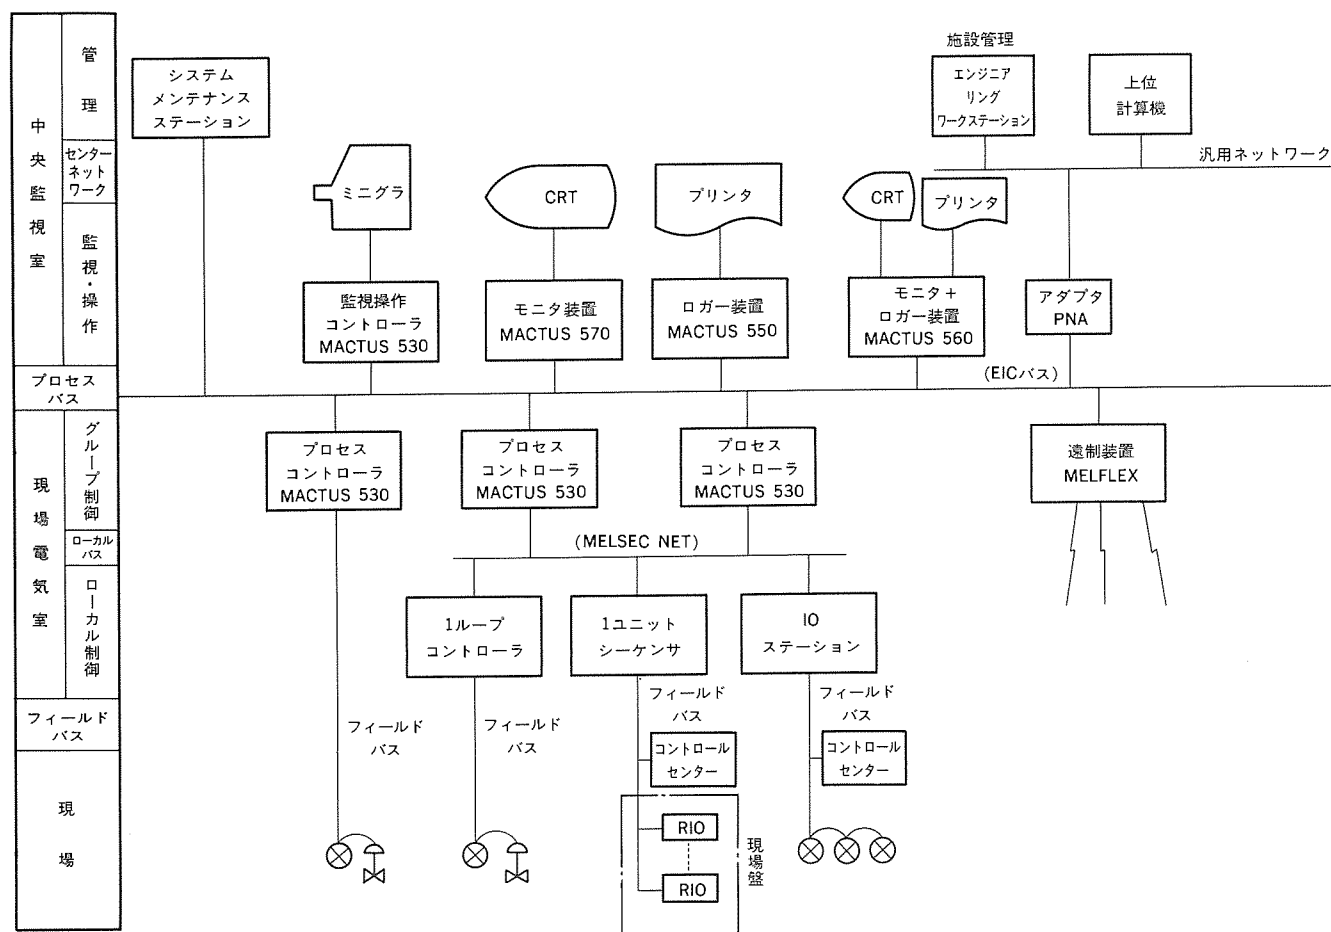 中央監視室
管理
センター
ネット
ワーク
監視・操作
プロセス
バス
現場電気室
グループ制御
ローカル
バス
ローカル制御
フィールド
バス
現場
システム
メンテナンス
ステーション
施設管理
エンジニア
リング
ワークステーション
上位
計算機
汎用ネットワーク
ミニグラ
CRT
プリンタ
CRT
プリンタ
監視操作
コントローラ
MACTUS 530
モニタ装置
MACTUS 570
ロガー装置
MACTUS 550
モニタ+
ロガー装置
MACTUS 560
アダプタ
PNA
(EICバス)
プロセス
コントローラ
MACTUS 530
プロセス
コントローラ
MACTUS 530
プロセス
コントローラ
MACTUS 530
遠制装置
MELFLEX
(MELSEC NET)
1ループ
コントローラ
1ユニット
シーケンサ
IO
ステーション
フィールド
バス
フィールド
バス
フィールド
バス
フィールド
バス
コントロール
センター
コントロール
センター
RIO
RIO
現場盤